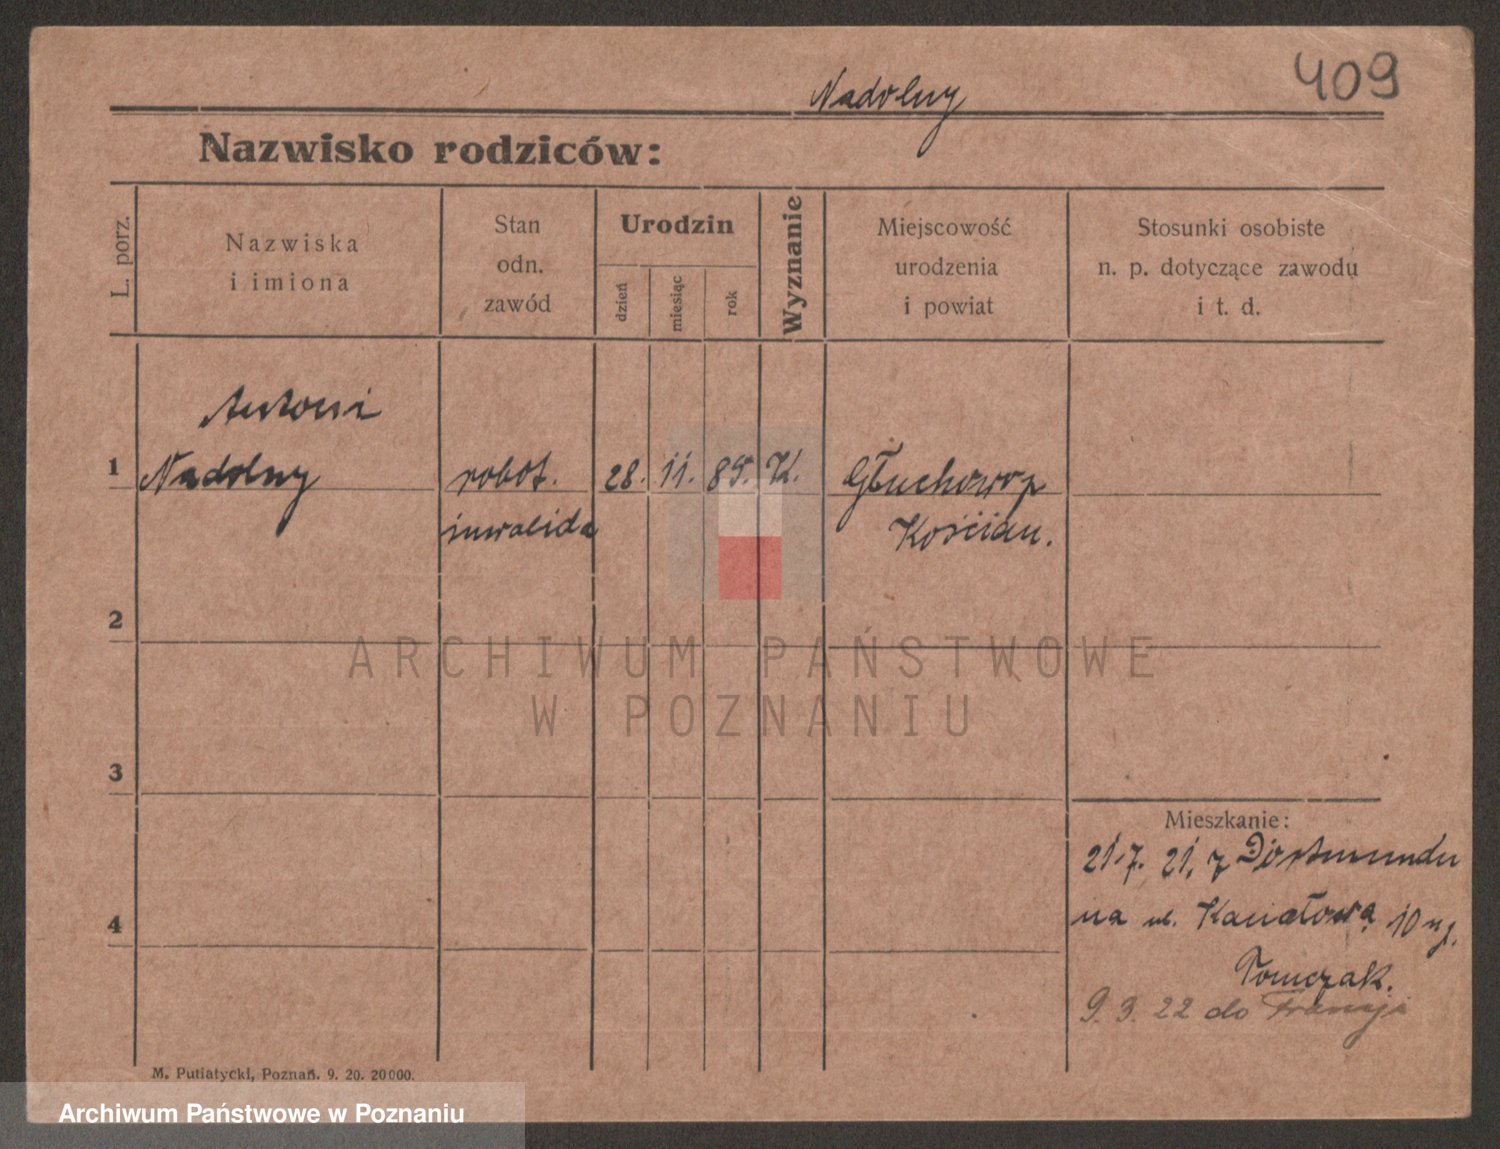 409
Nadolny
Nazwisko rodziców:
L. porz.
Nazwiska
i imiona
Stan
odn.
zawód
Urodzin
dzień
miesiąc
rok
Wyznanie
Miejscowość
urodzenia
i powiat
Stosunki osobiste
n. p. dotyczące zawodu
i t. d.
Antoni
1 Nadolny robot. 28. 11. 85. K. Głuchowo p
inwalida Kościan.
2
3
4
Mieszkanie:
21.7. 21. z Dortmundu
na ul. Kanałowa 10
Tomczak.
9. 3. 22 do Francji
M. Putiatycki, Poznań. 9. 20. 20000.
ARCHIWUM PAŃSTWOWE
W POZNANIU
Archiwum Państwowe w Poznaniu